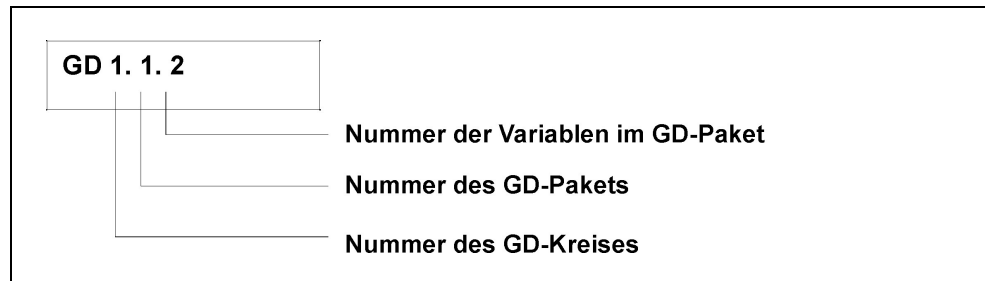 GD 1. 1. 2
Nummer der Variablen im GD-Paket
Nummer des GD-Pakets
Nummer des GD-Kreises